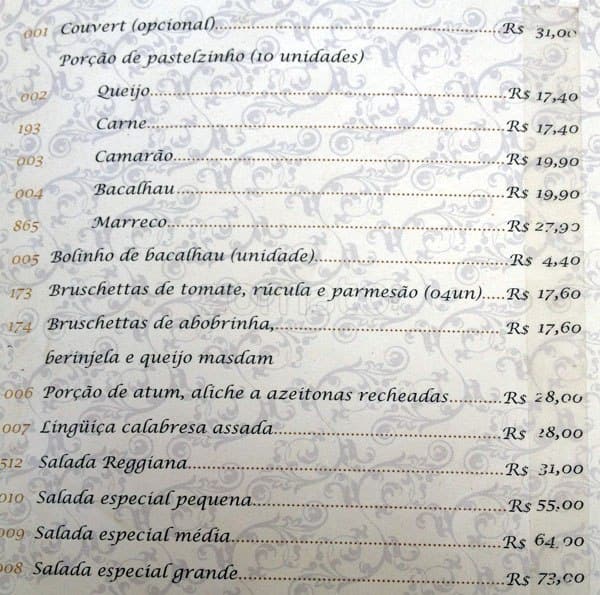 001 Couvert (opcional)........R$ 31,00
Porção de pastelzinho (10 unidades)
002 Queijo........R$ 17,40
193 Carne........R$ 17,40
003 Camarão........R$ 19,90
004 Bacalhau........R$ 19,90
865 Marreco........R$ 27,90
005 Bolinho de bacalhau (unidade)........R$ 4,40
173 Bruschettas de tomate, rúcula e parmesão (04un).....R$ 17,60
174 Bruschettas de abobrinha,........R$ 17,60
berinjela e queijo masdam
006 Porção de atum, aliche a azeitonas recheadas........R$ 28,00
007 Lingüiça calabresa assada........R$ 28,00
512 Salada Reggiana........R$ 31,00
010 Salada especial pequena........R$ 55,00
009 Salada especial média........R$ 64,00
008 Salada especial grande........R$ 73,00